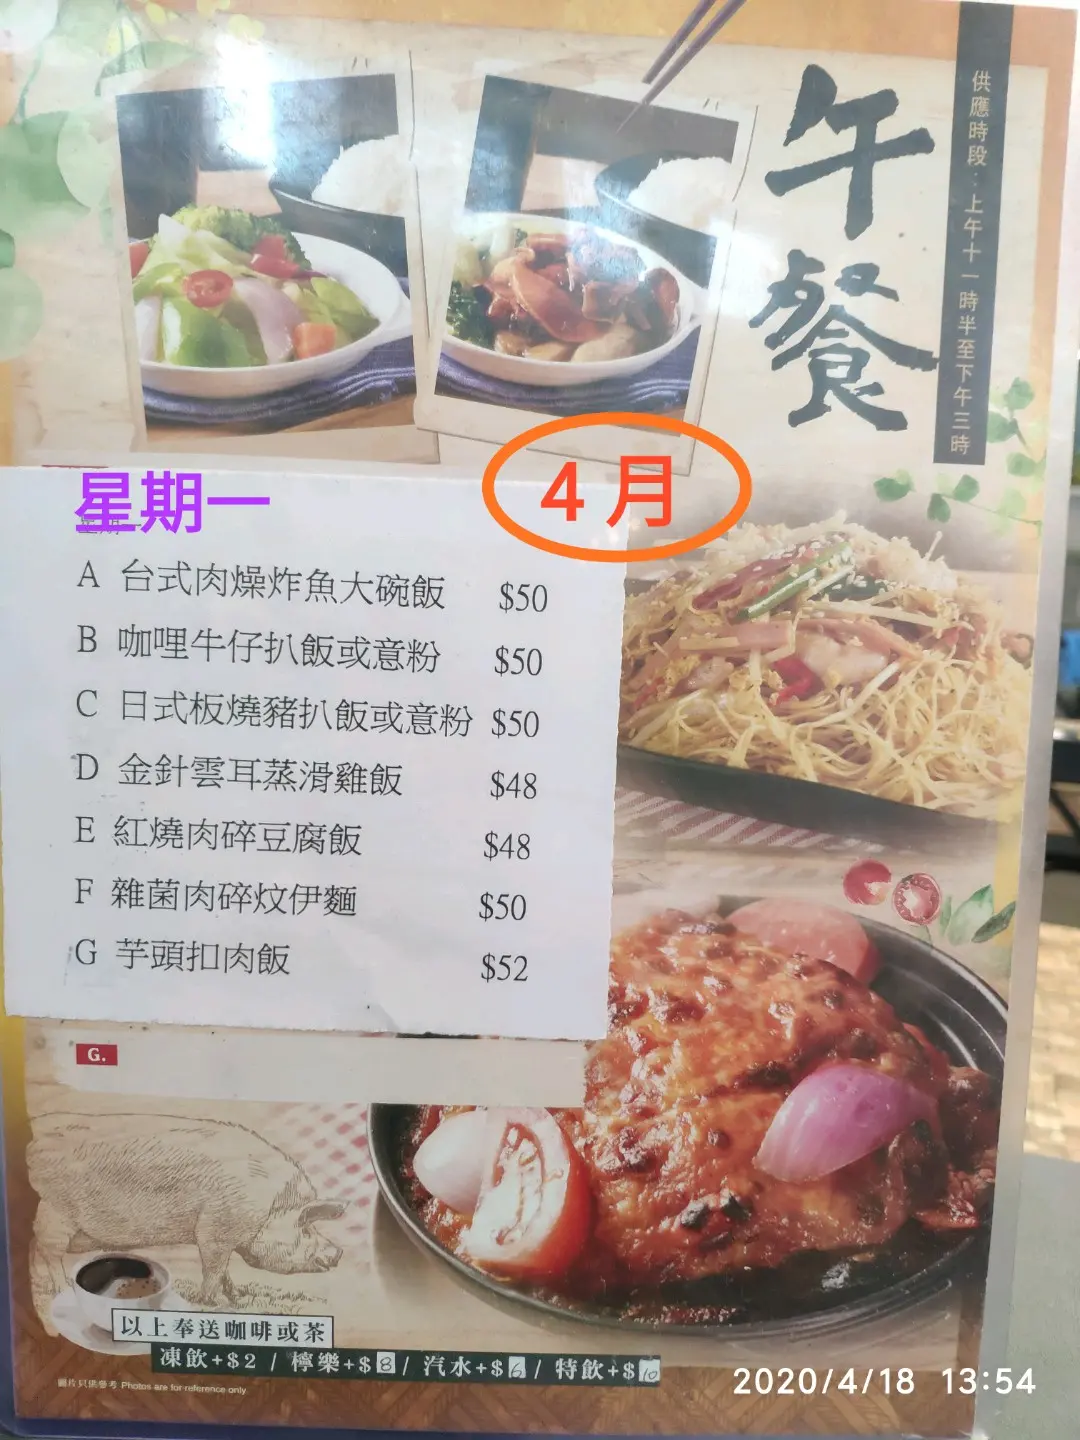 午餐
供應時段：上午十一時半至下午三時
星期一
4 月
A 台式肉燥炸魚大碗飯 $50
B 咖哩牛仔扒飯或意粉 $50
C 日式板燒豬扒飯或意粉 $50
D 金針雲耳蒸滑雞飯 $48
E 紅燒肉碎豆腐飯 $48
F 雜菌肉碎炆伊麵 $50
G 芋頭扣肉飯 $52
G.
以上奉送咖啡或茶
凍飲+$2 / 檸樂+$8 / 汽水+$6 / 特飲+$10
圖片只供參考 Photos are for reference only
2020/4/18 13:54